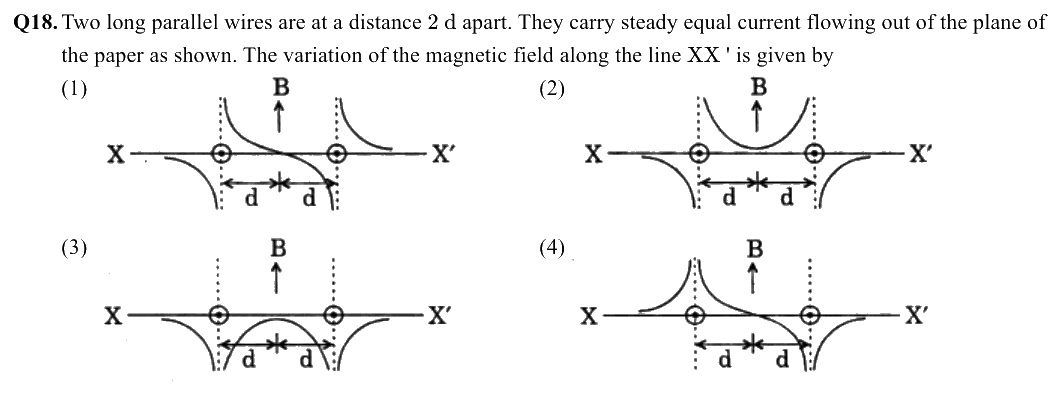 Q18. Two long parallel wires are at a distance 2 d apart. They carry steady equal current flowing out of the plane of
the paper as shown. The variation of the magnetic field along the line XX ' is given by
(1)
B
X
X'
d
d
(2)
B
X
X'
d
d
(3)
B
X
X'
d
d
(4)
B
X
X'
d
d